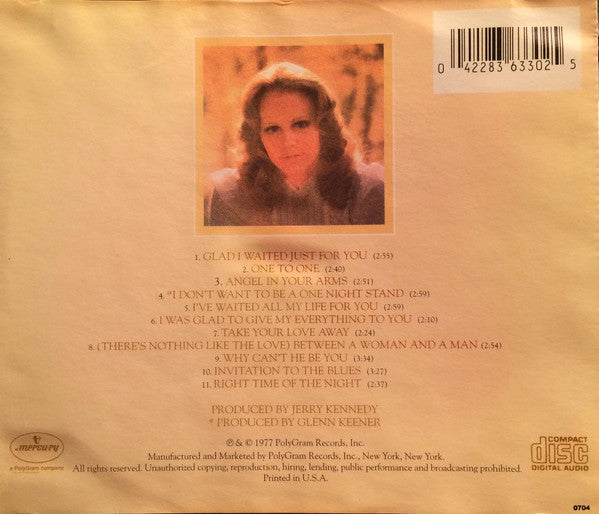 0 42283 63302 5
1. GLAD I WAITED JUST FOR YOU (2:55)
2. ONE TO ONE (2:40)
3. ANGEL IN YOUR ARMS (2:51)
4. *I DON'T WANT TO BE A ONE NIGHT STAND (2:59)
5. I'VE WAITED ALL MY LIFE FOR YOU (2:59)
6. I WAS GLAD TO GIVE MY EVERYTHING TO YOU (2:10)
7. TAKE YOUR LOVE AWAY (2:24)
8. (THERE'S NOTHING LIKE THE LOVE) BETWEEN A WOMAN AND A MAN (2:54)
9. WHY CAN'T HE BE YOU (3:34)
10. INVITATION TO THE BLUES (3:27)
11. RIGHT TIME OF THE NIGHT (2:37)
PRODUCED BY JERRY KENNEDY
* PRODUCED BY GLENN KEENER
℗ & © 1977 PolyGram Records, Inc.
Manufactured and Marketed by PolyGram Records, Inc., New York, New York.
All rights reserved. Unauthorized copying, reproduction, hiring, lending, public performance and broadcasting prohibited.
Printed in U.S.A.
mercury
a PolyGram company
COMPACT
disc
DIGITAL AUDIO
0704